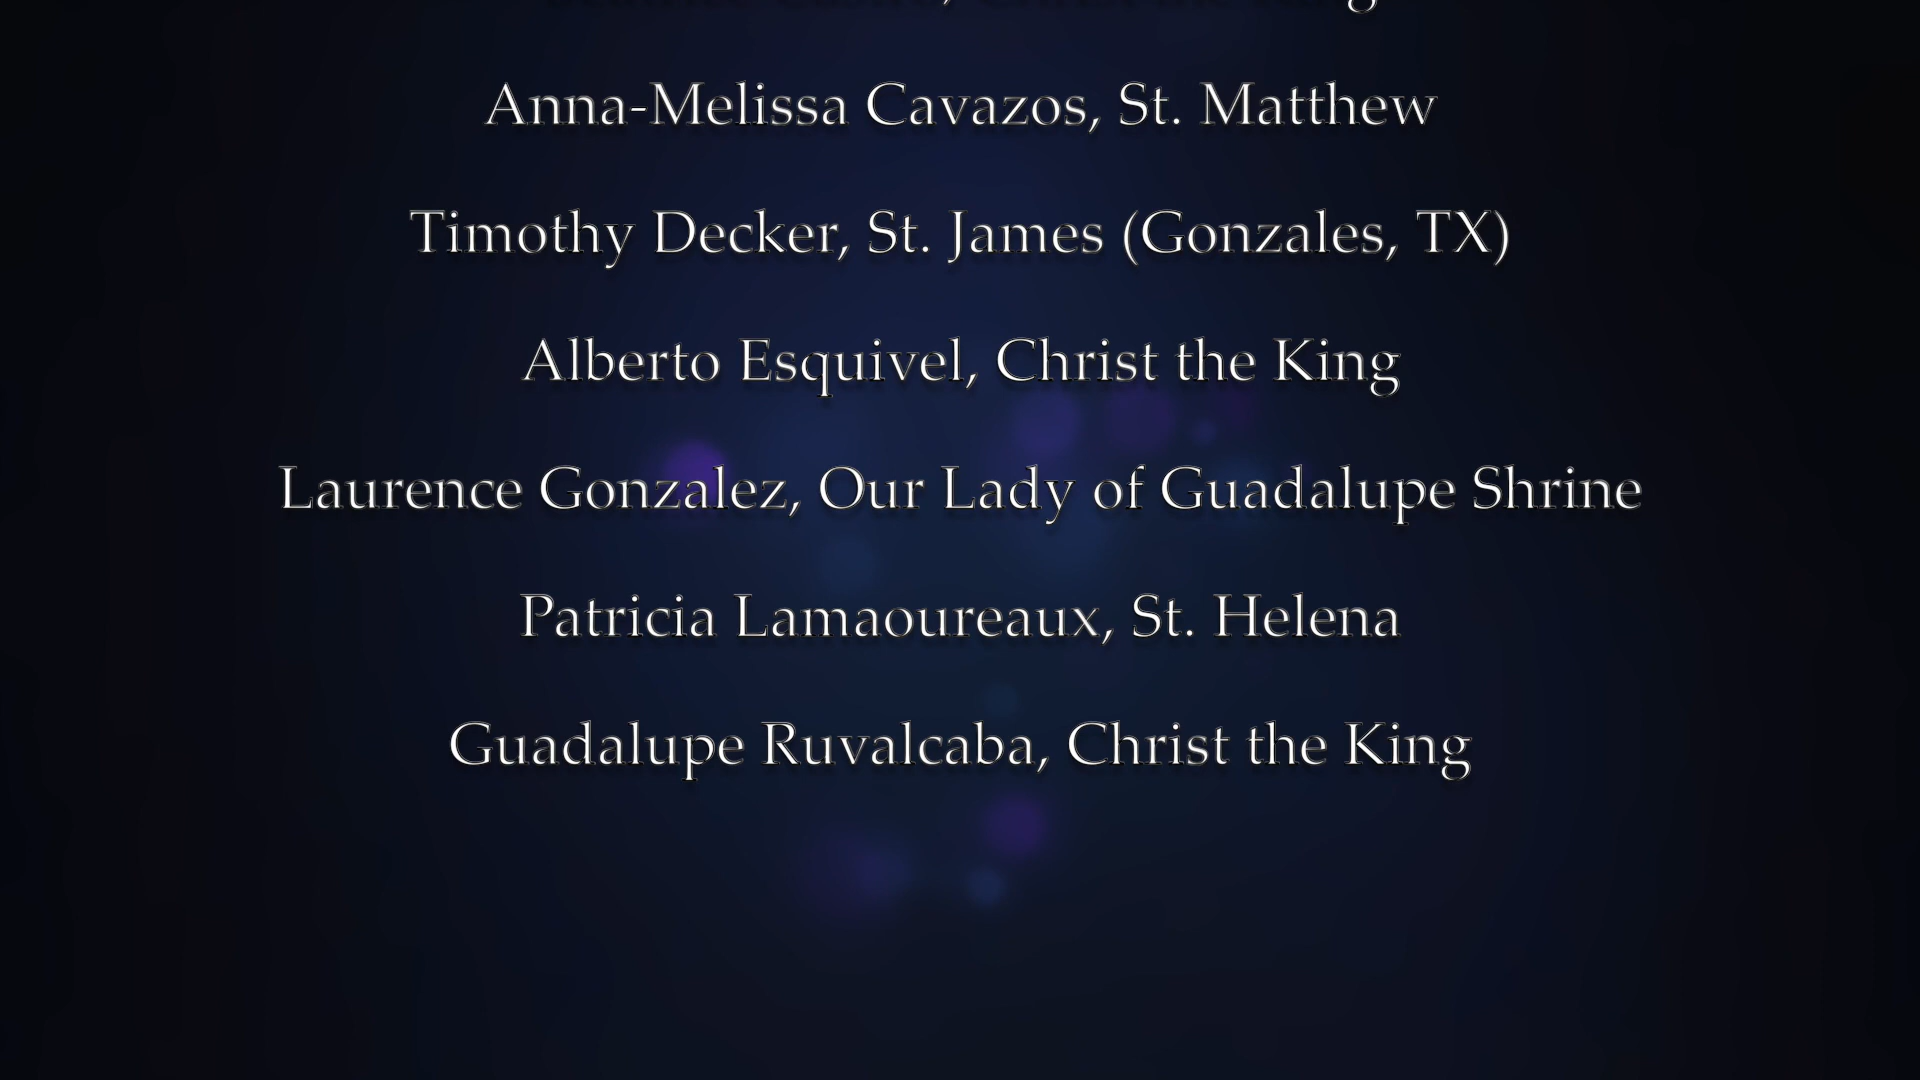 Anna-Melissa Cavazos, St. Matthew
Timothy Decker, St. James (Gonzales, TX)
Alberto Esquivel, Christ the King
Laurence Gonzalez, Our Lady of Guadalupe Shrine
Patricia Lamaoureaux, St. Helena
Guadalupe Ruvalcaba, Christ the King